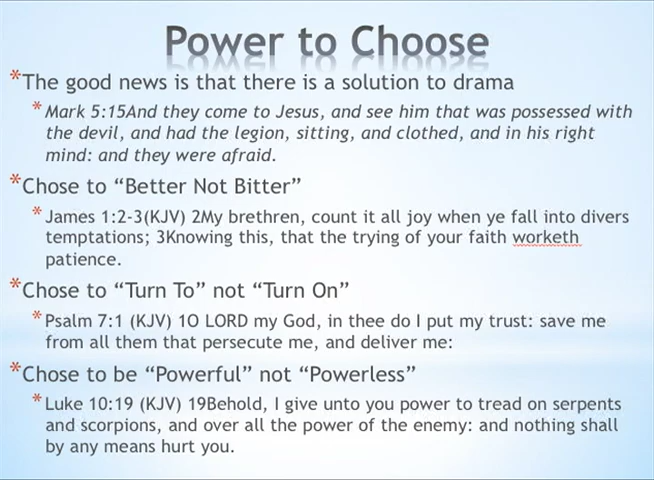 Power to Choose
*The good news is that there is a solution to drama
* Mark 5:15And they come to Jesus, and see him that was possessed with
the devil, and had the legion, sitting, and clothed, and in his right
mind: and they were afraid.
*Chose to “Better Not Bitter”
* James 1:2-3(KJV) 2My brethren, count it all joy when ye fall into divers
temptations; 3Knowing this, that the trying of your faith worketh
patience.
*Chose to “Turn To” not “Turn On”
* Psalm 7:1 (KJV) 1O LORD my God, in thee do I put my trust: save me
from all them that persecute me, and deliver me:
*Chose to be “Powerful” not “Powerless”
* Luke 10:19 (KJV) 19Behold, I give unto you power to tread on serpents
and scorpions, and over all the power of the enemy: and nothing shall
by any means hurt you.